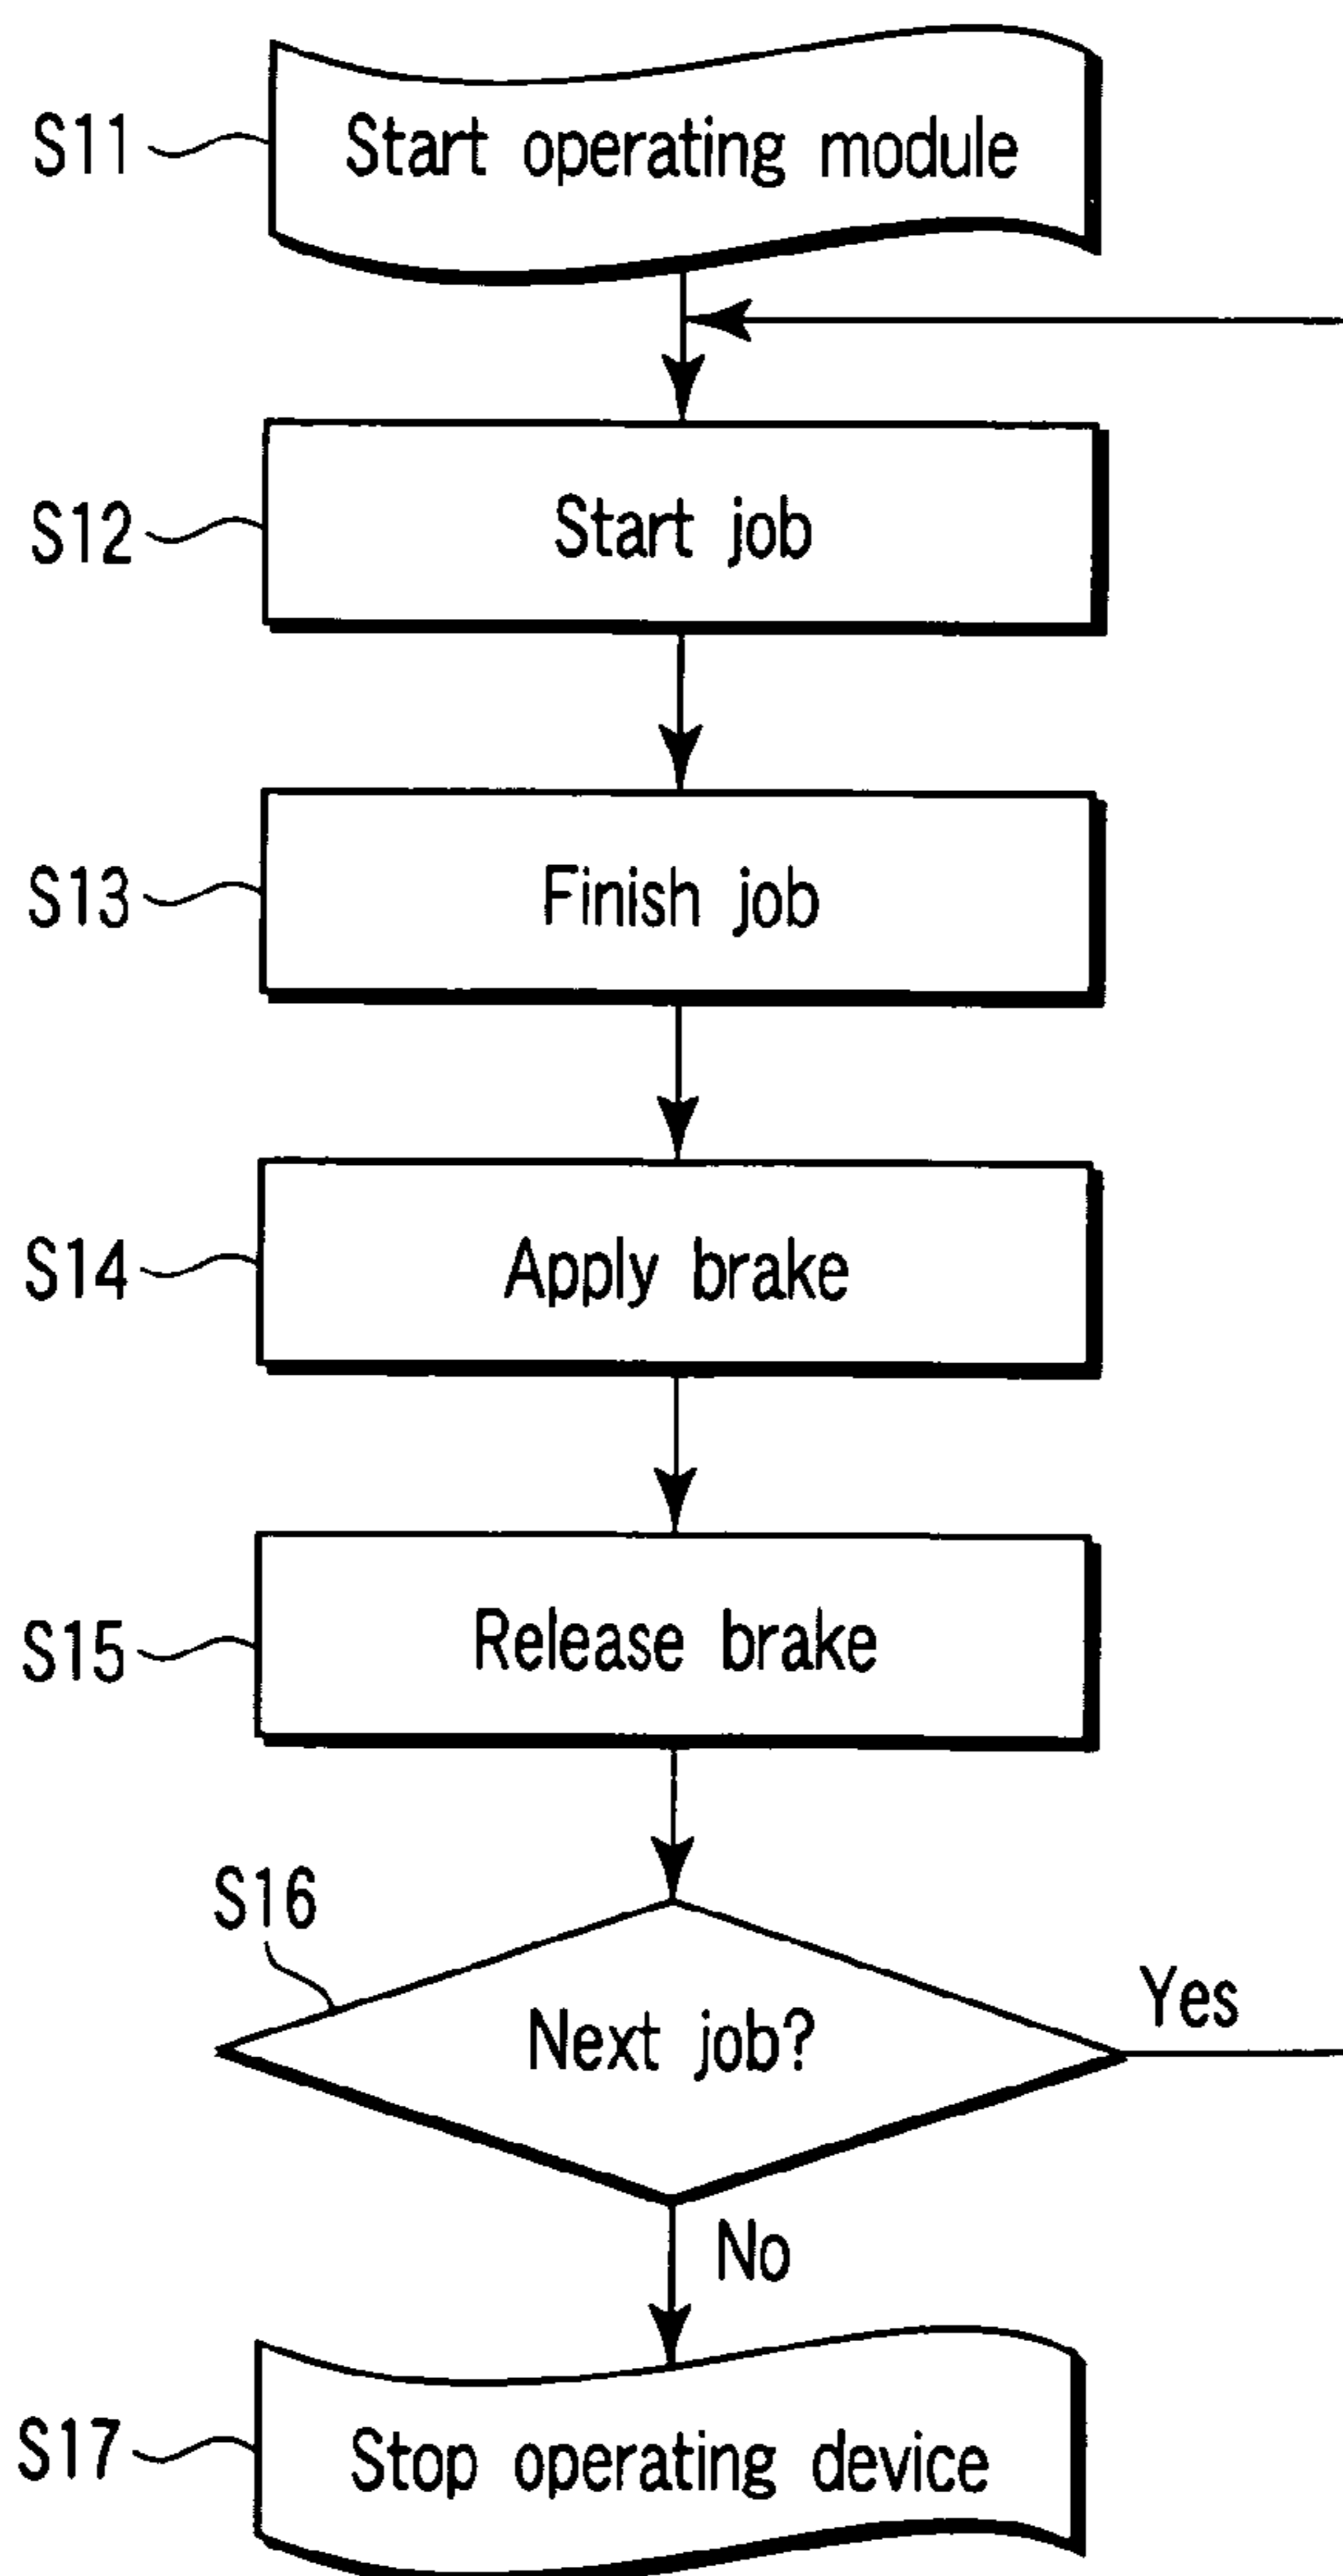 S11 Start operating module
S12 Start job
S13 Finish job
S14 Apply brake
S15 Release brake
S16
Next job?
Yes
No
S17 Stop operating device